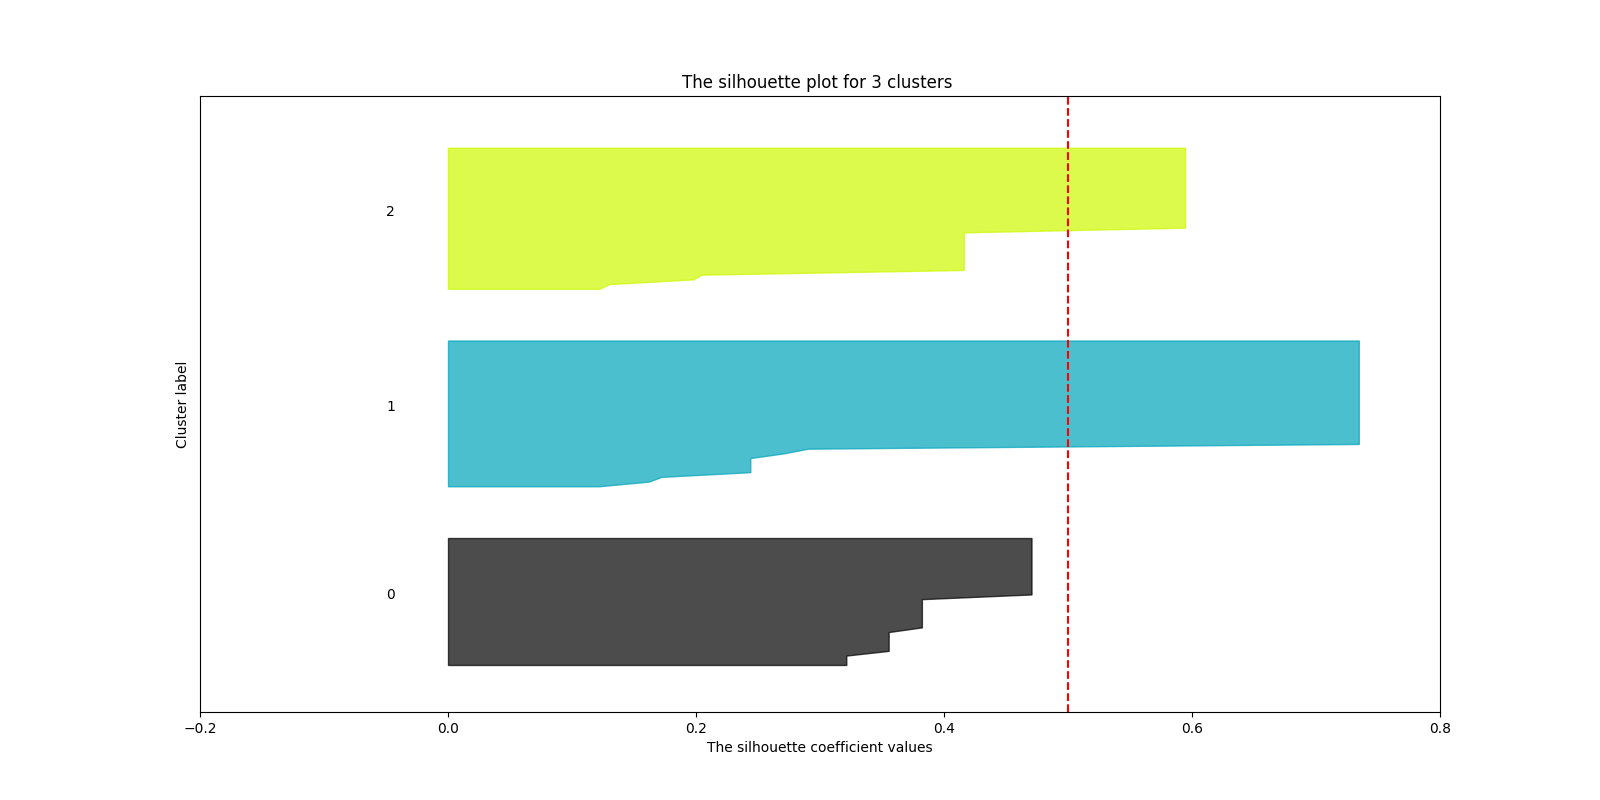 The silhouette plot for 3 clusters
2
1
0
Cluster label
−0.2 0.0 0.2 0.4 0.6 0.8
The silhouette coefficient values